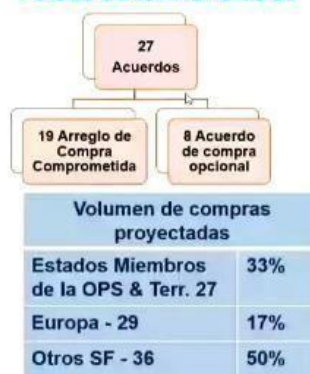 27
Acuerdos
19 Arreglo de
Compra
Comprometida
8 Acuerdo
de compra
opcional
Volumen de compras
proyectadas
Estados Miembros
de la OPS & Terr. 27
33%
Europa - 29
17%
Otros SF - 36
50%